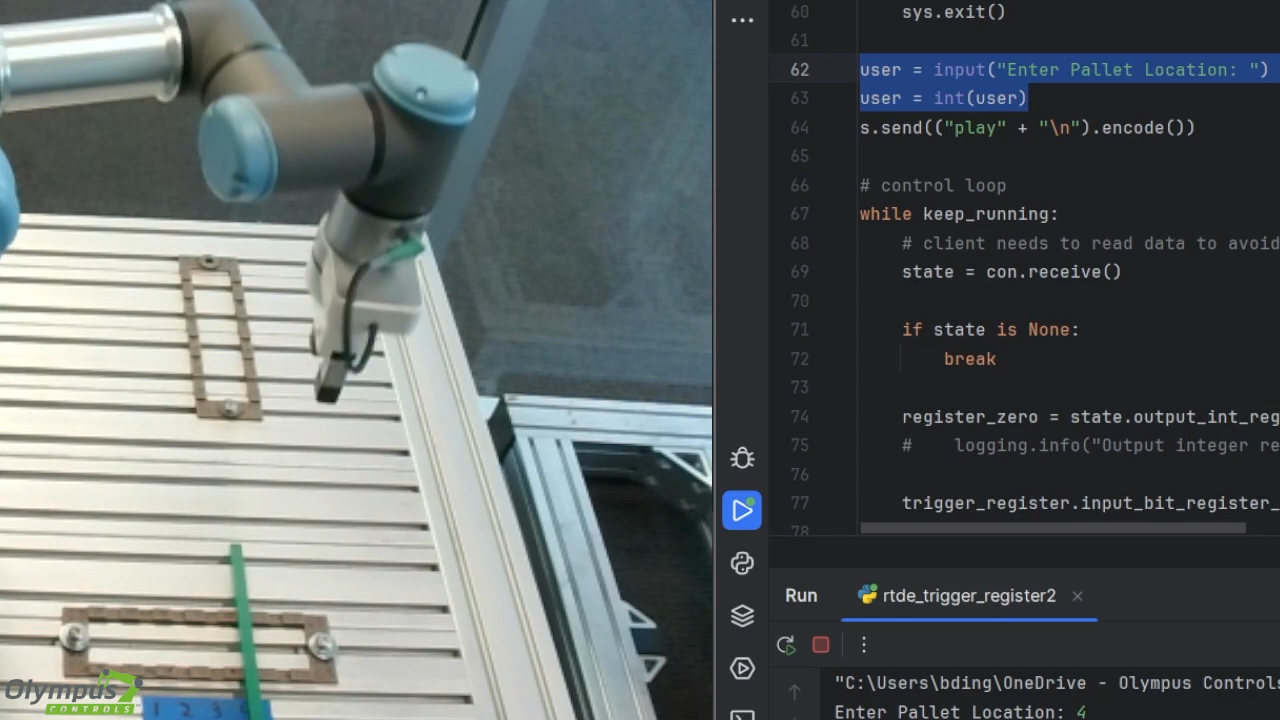 60 sys.exit()
61
62 user = input("Enter Pallet Location: ")
63 user = int(user)
64 s.send(("play" + "\n").encode())
65
66 # control loop
67 while keep_running:
68 # client needs to read data to avoid
69 state = con.receive()
70
71 if state is None:
72 break
73
74 register_zero = state.output_int_reg
75 # logging.info("Output integer re
76
77 trigger_register.input_bit_register_
78
Run rtde_trigger_register2
"C:\Users\bding\OneDrive - Olympus Controls
Enter Pallet Location: 4
Olympus
CONTROLS
1 2 3